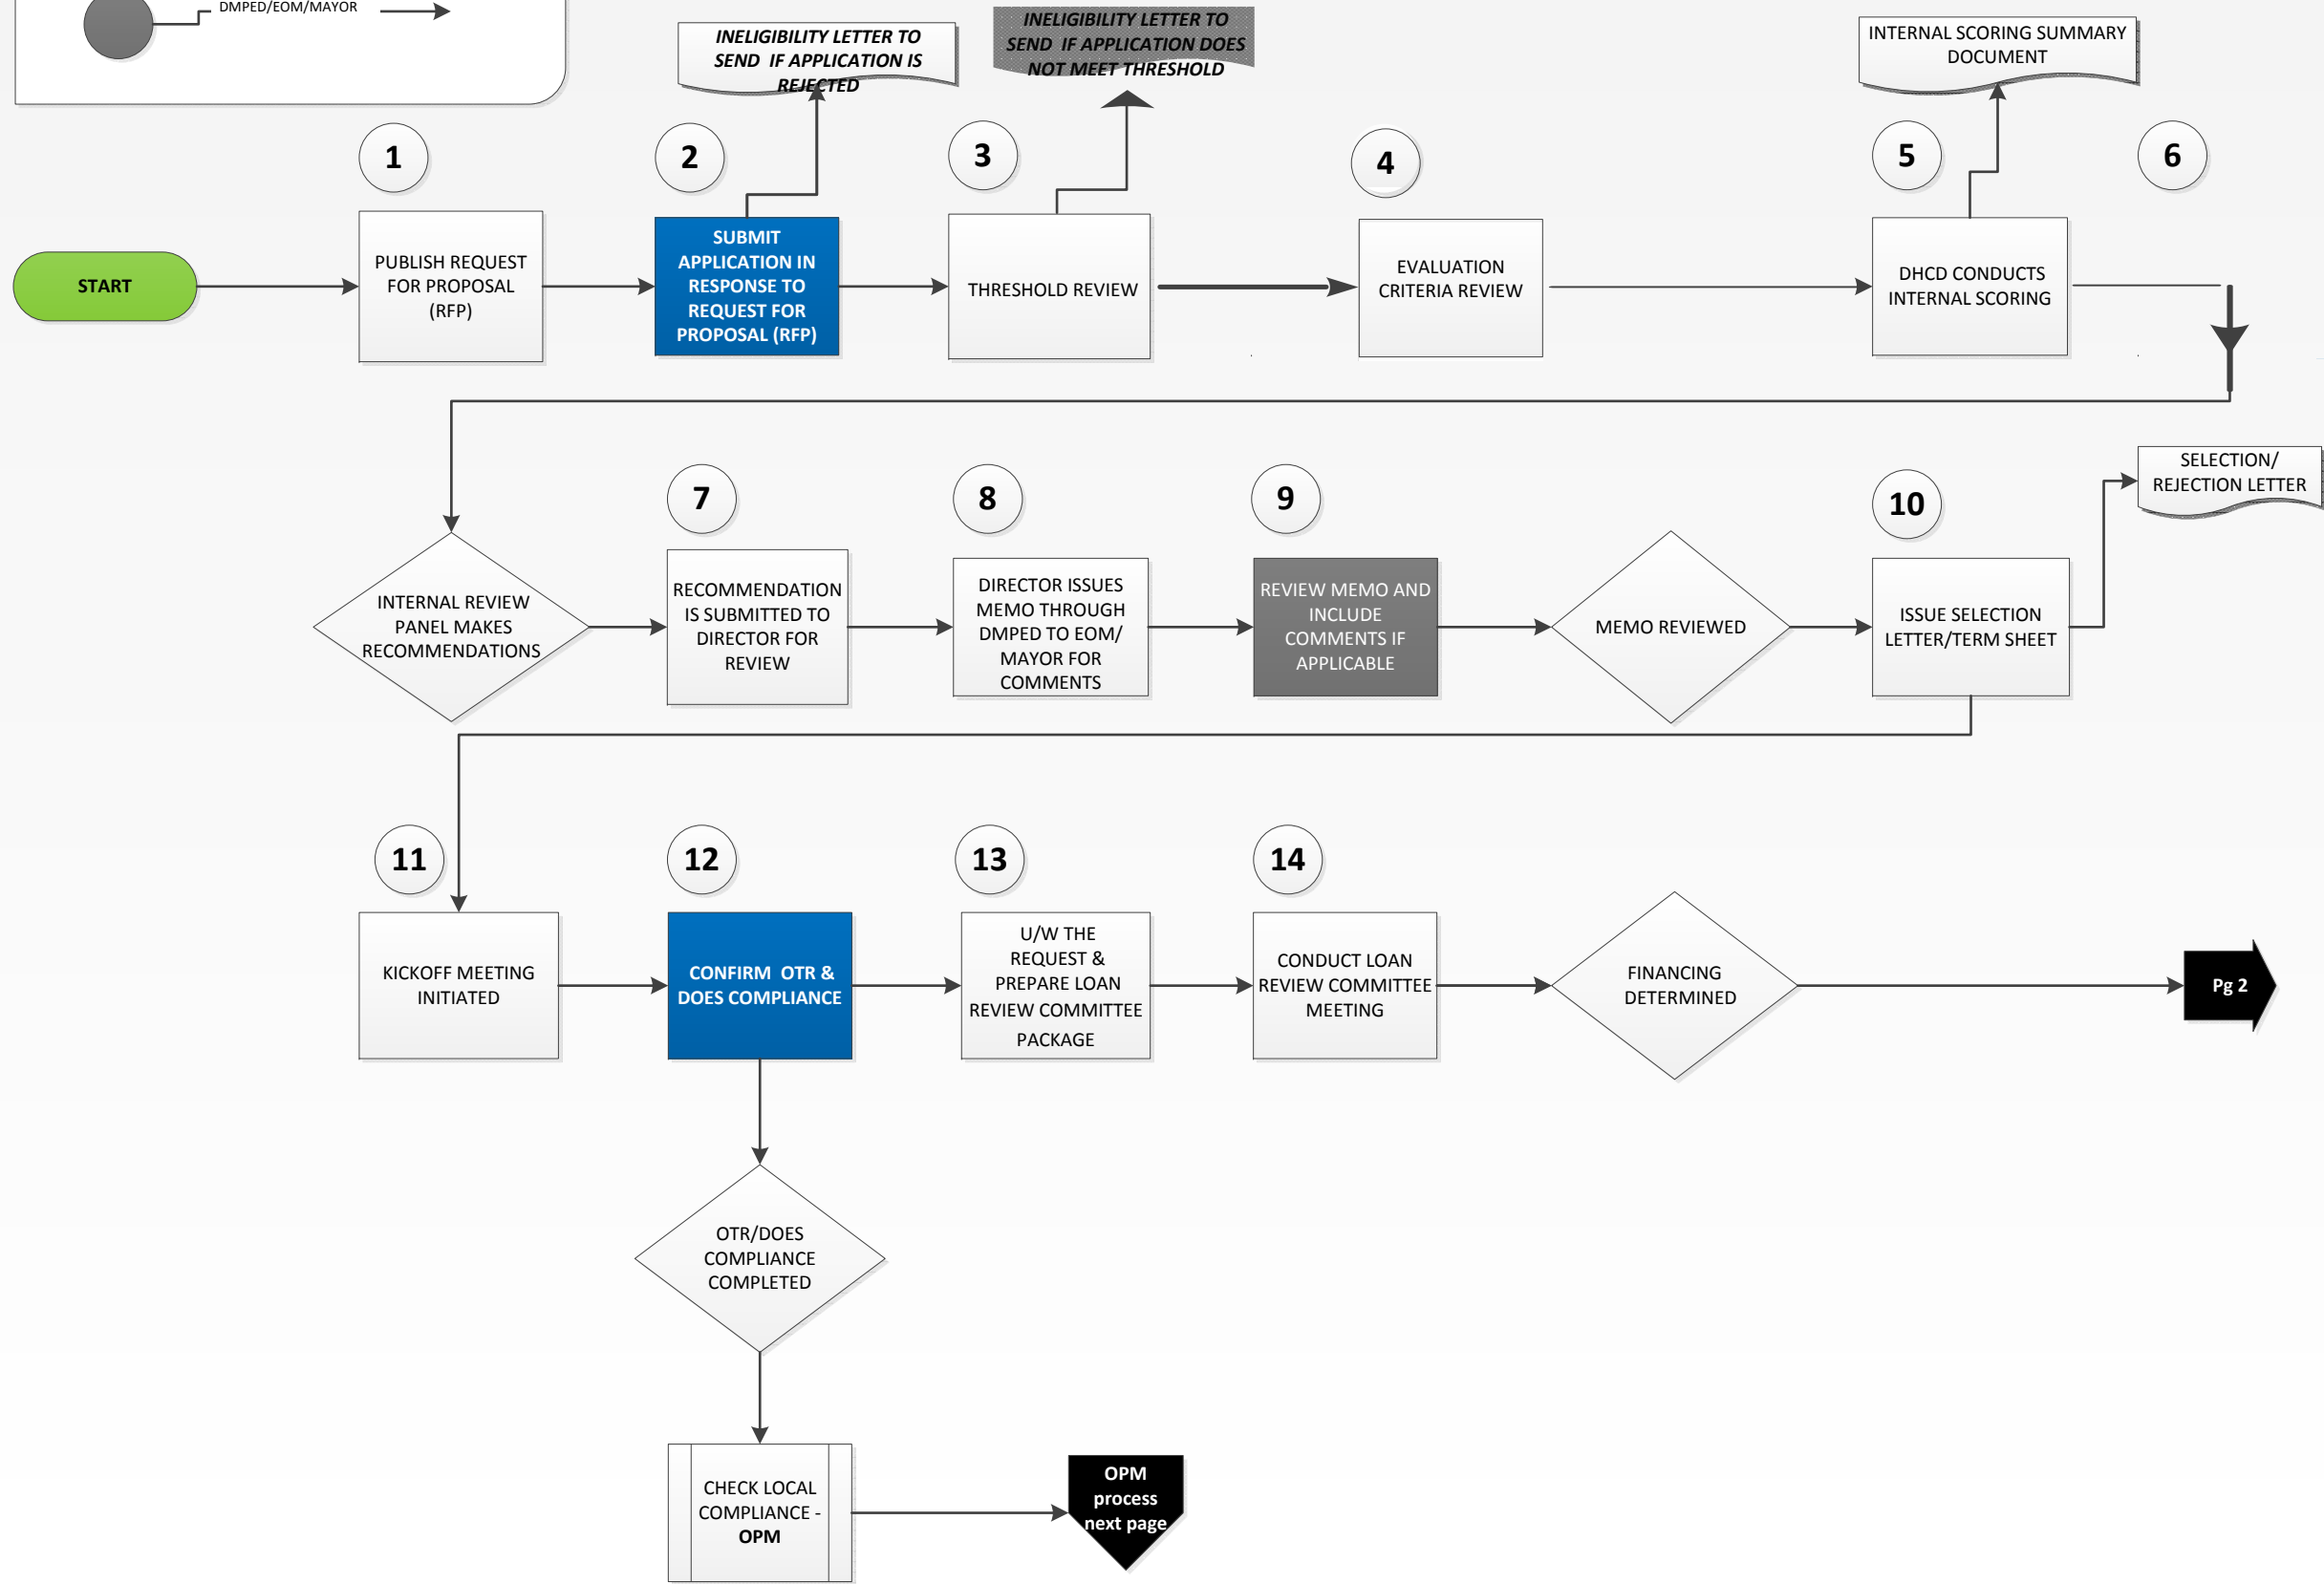 DMPED/EOM/MAYOR
INELIGIBILITY LETTER TO
SEND IF APPLICATION IS
REJECTED
INELIGIBILITY LETTER TO
SEND IF APPLICATION DOES
NOT MEET THRESHOLD
INTERNAL SCORING SUMMARY
DOCUMENT
1
2
3
4
5
6
START
PUBLISH REQUEST
FOR PROPOSAL
(RFP)
SUBMIT
APPLICATION IN
RESPONSE TO
REQUEST FOR
PROPOSAL (RFP)
THRESHOLD REVIEW
EVALUATION
CRITERIA REVIEW
DHCD CONDUCTS
INTERNAL SCORING
SELECTION/
REJECTION LETTER
7
8
9
10
INTERNAL REVIEW
PANEL MAKES
RECOMMENDATIONS
RECOMMENDATION
IS SUBMITTED TO
DIRECTOR FOR
REVIEW
DIRECTOR ISSUES
MEMO THROUGH
DMPED TO EOM/
MAYOR FOR
COMMENTS
REVIEW MEMO AND
INCLUDE
COMMENTS IF
APPLICABLE
MEMO REVIEWED
ISSUE SELECTION
LETTER/TERM SHEET
11
12
13
14
KICKOFF MEETING
INITIATED
CONFIRM OTR &
DOES COMPLIANCE
U/W THE
REQUEST &
PREPARE LOAN
REVIEW COMMITTEE
PACKAGE
CONDUCT LOAN
REVIEW COMMITTEE
MEETING
FINANCING
DETERMINED
Pg 2
OTR/DOES
COMPLIANCE
COMPLETED
CHECK LOCAL
COMPLIANCE -
OPM
OPM
process
next page